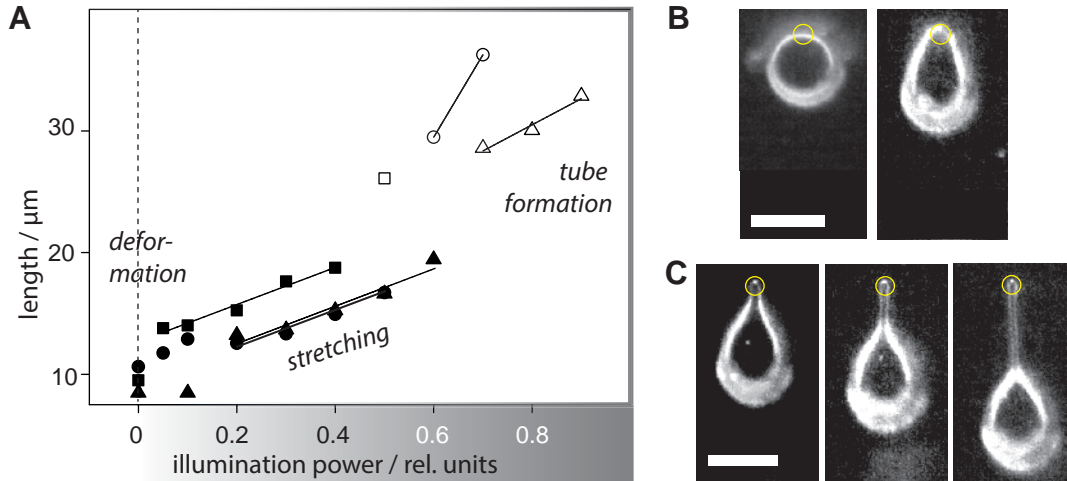 A
B
C
length / μm
30
20
10
defor-
mation
stretching
tube
formation
0
0.2
0.4
0.6
0.8
illumination power / rel. units